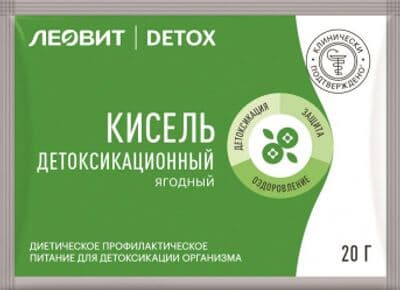 ЛЕОВИТ | DETOX
КЛИНИЧЕСКИ
ПОДТВЕРЖДЕНО
КИСЕЛЬ
ДЕТОКСИКАЦИОННЫЙ
ЯГОДНЫЙ
ДЕТОКСИКАЦИЯ
ЗАЩИТА
ОЗДОРОВЛЕНИЕ
ДИЕТИЧЕСКОЕ ПРОФИЛАКТИЧЕСКОЕ
ПИТАНИЕ ДЛЯ ДЕТОКСИКАЦИИ ОРГАНИЗМА
20 Г